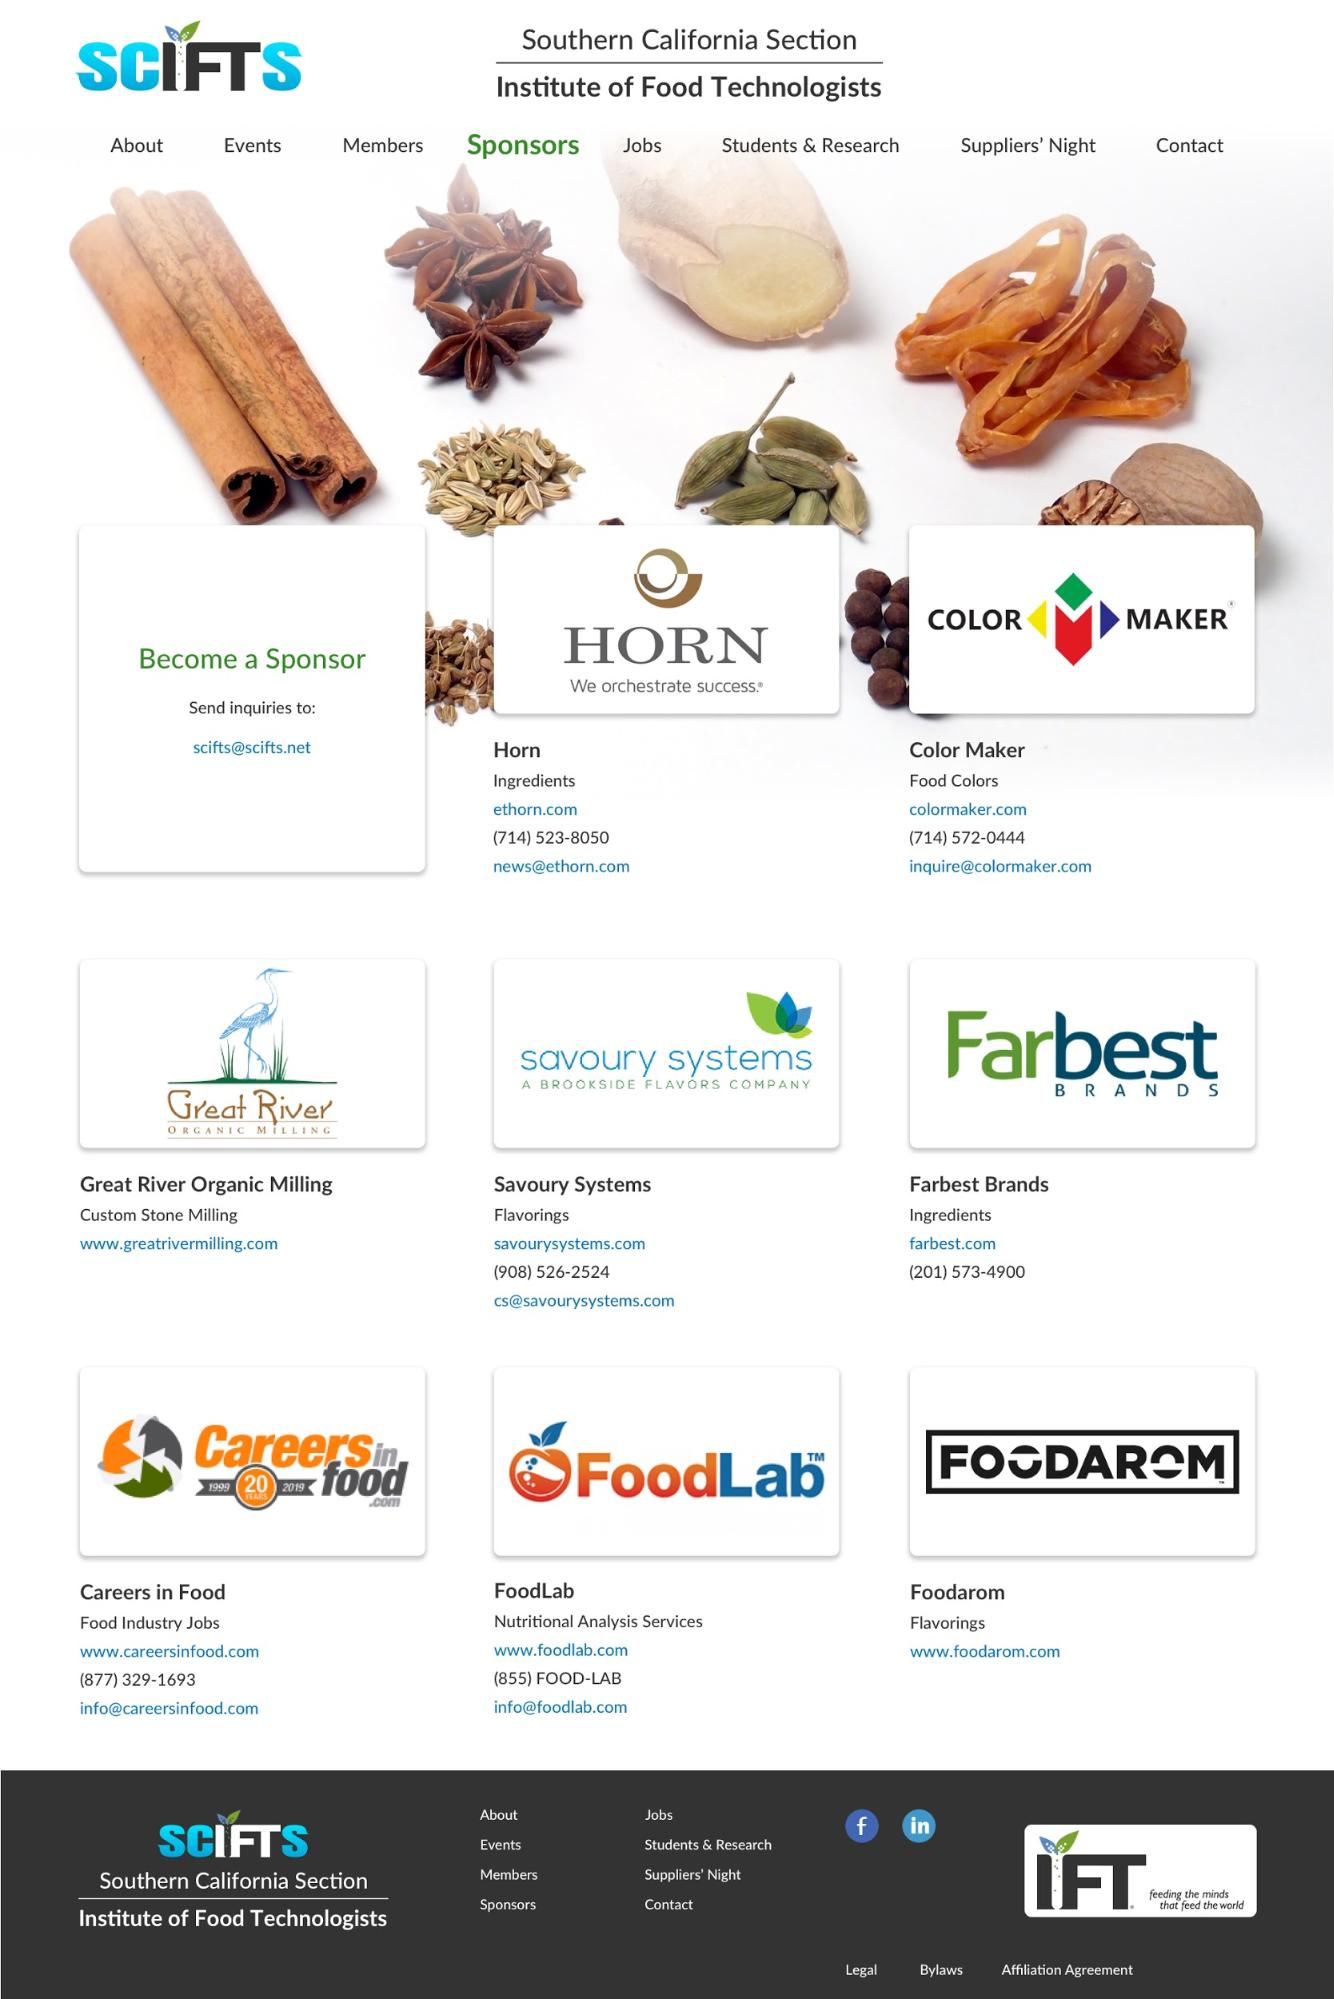 SCIFTS
Southern California Section
Institute of Food Technologists
About Events Members Sponsors Jobs Students & Research Suppliers' Night Contact
Become a Sponsor
Send inquiries to:
scifts@scifts.net
HORN
We orchestrate success.®
Horn
Ingredients
ethorn.com
(714) 523-8050
news@ethorn.com
COLOR MAKER®
Color Maker
Food Colors
colormaker.com
(714) 572-0444
inquire@colormaker.com
Great River
ORGANIC MILLING
Great River Organic Milling
Custom Stone Milling
www.greatrivermilling.com
savoury systems
A BROOKSIDE FLAVORS COMPANY
Savoury Systems
Flavorings
savourysystems.com
(908) 526-2524
cs@savourysystems.com
Farbest
BRANDS
Farbest Brands
Ingredients
farbest.com
(201) 573-4900
Careers in
food
1999 20 2019
YEARS
.com
Careers in Food
Food Industry Jobs
www.careersinfood.com
(877) 329-1693
info@careersinfood.com
FoodLab™
FoodLab
Nutritional Analysis Services
www.foodlab.com
(855) FOOD-LAB
info@foodlab.com
FOODAROM™
Foodarom
Flavorings
www.foodarom.com
SCIFTS
Southern California Section
Institute of Food Technologists
About
Events
Members
Sponsors
Jobs
Students & Research
Suppliers' Night
Contact
f in
IFT®
feeding the minds
that feed the world
Legal Bylaws Affiliation Agreement